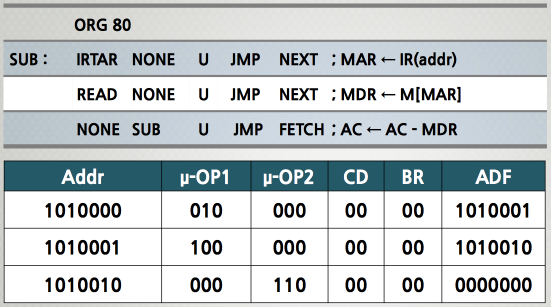 ORG 80
SUB : IRTAR NONE U JMP NEXT ; MAR ← IR(addr)
READ NONE U JMP NEXT ; MDR ← M[MAR]
NONE SUB U JMP FETCH ; AC ← AC - MDR
Addr μ-OP1 μ-OP2 CD BR ADF
1010000 010 000 00 00 1010001
1010001 100 000 00 00 1010010
1010010 000 110 00 00 0000000